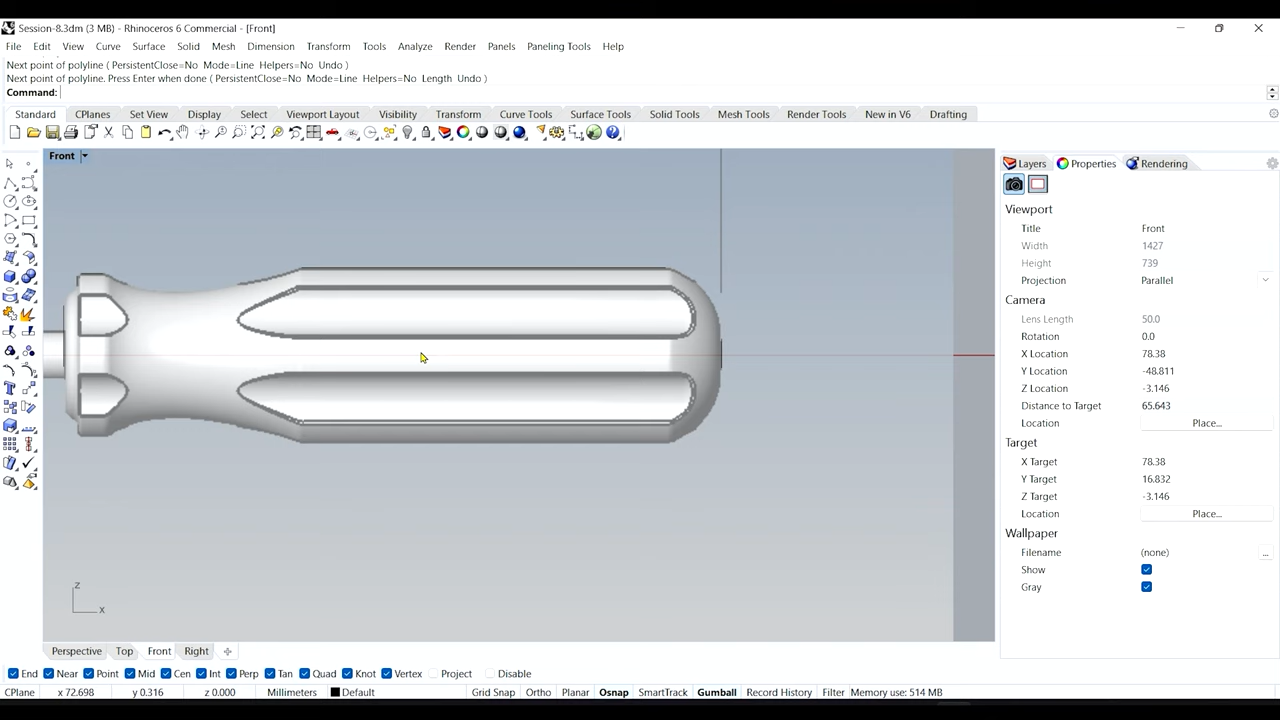 Session-8.3dm (3 MB) - Rhinoceros 6 Commercial - [Front]
File Edit View Curve Surface Solid Mesh Dimension Transform Tools Analyze Render Panels Paneling Tools Help
Next point of polyline ( PersistentClose=No Mode=Line Helpers=No Undo )
Next point of polyline. Press Enter when done ( PersistentClose=No Mode=Line Helpers=No Length Undo )
Command:
Standard CPlanes Set View Display Select Viewport Layout Visibility Transform Curve Tools Surface Tools Solid Tools Mesh Tools Render Tools New in V6 Drafting
Front
Layers Properties Rendering
Viewport
Title Front
Width 1427
Height 739
Projection Parallel
Camera
Lens Length 50.0
Rotation 0.0
X Location 78.38
Y Location -48.811
Z Location -3.146
Distance to Target 65.643
Location Place...
Target
X Target 78.38
Y Target 16.832
Z Target -3.146
Location Place...
Wallpaper
Filename (none) ...
Show
Gray
z
x
Perspective Top Front Right
End Near Point Mid Cen Int Perp Tan Quad Knot Vertex Project Disable
CPlane x 72.698 y 0.316 z 0.000 Millimeters Default Grid Snap Ortho Planar Osnap SmartTrack Gumball Record History Filter Memory use: 514 MB